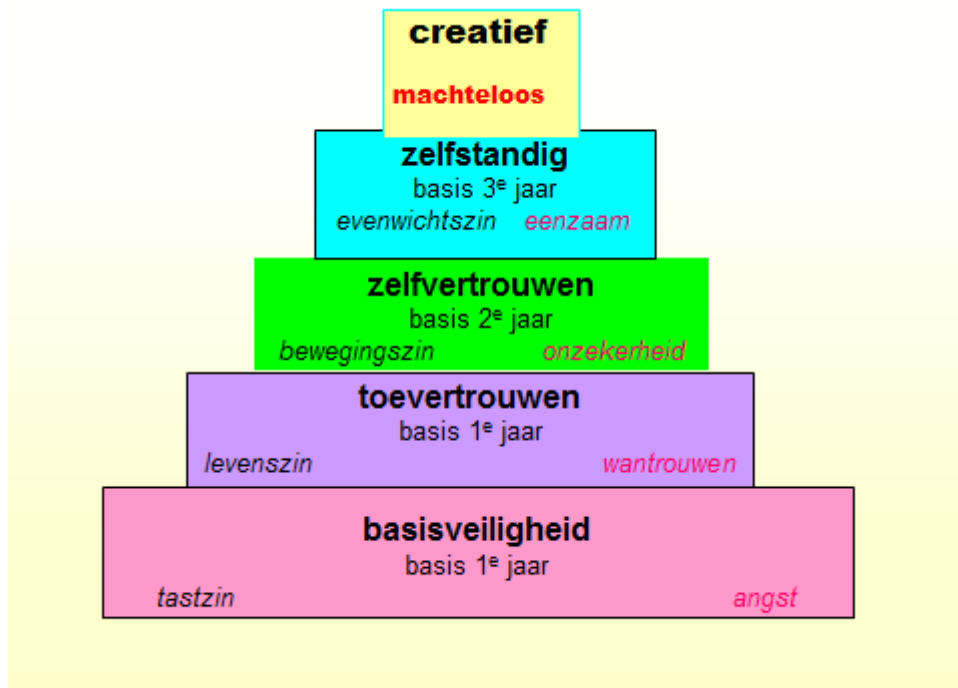 creatief
machteloos
zelfstandig
basis 3e jaar
evenwichtszin eenzaam
zelfvertrouwen
basis 2e jaar
bewegingszin onzekerheid
toevertrouwen
basis 1e jaar
levenszin wantrouwen
basisveiligheid
basis 1e jaar
tastzin angst